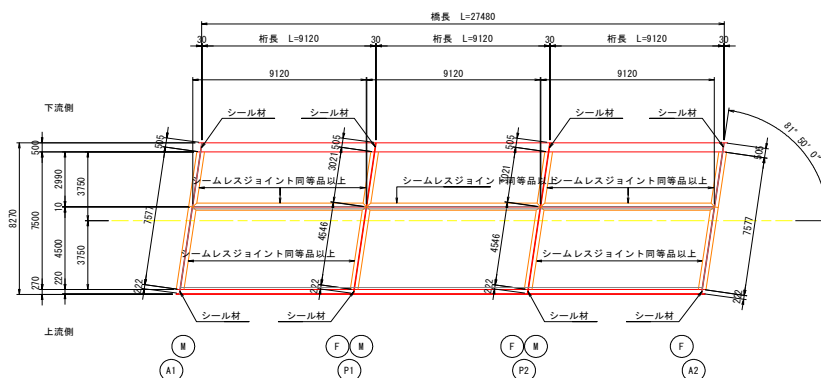 橋長 L=27480
30 桁長 L=9120 30 桁長 L=9120 30 桁長 L=9120 30
9120 9120 9120
下流側
シール材 シール材 シール材 シール材
81° 50' 0"
500 505 505 505 505
2990 3750 3021 3021
シームレスジョイント同等品以上 シームレスジョイント同等品以上 シームレスジョイント同等品以上
8270 7500 10 7577 7577
4500 3750 4546 4546
シームレスジョイント同等品以上 シームレスジョイント同等品以上
270 220 222 222 222 222
シール材 シール材 シール材 シール材
上流側
M F M F M F
A1 P1 P2 A2